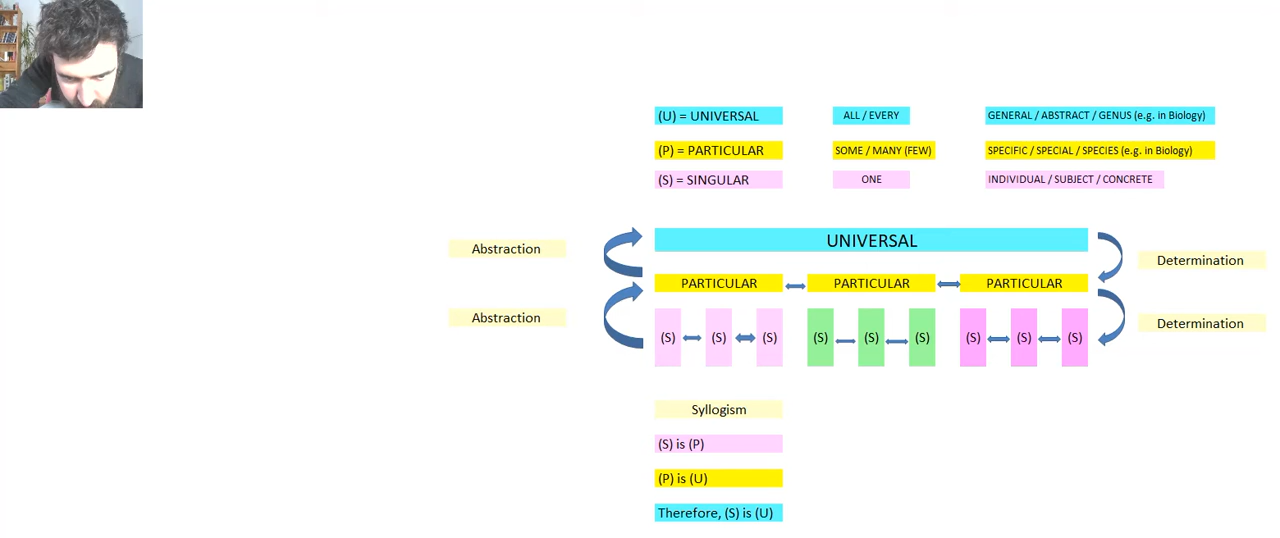 (U) = UNIVERSAL ALL / EVERY GENERAL / ABSTRACT / GENUS (e.g. in Biology)
(P) = PARTICULAR SOME / MANY (FEW) SPECIFIC / SPECIAL / SPECIES (e.g. in Biology)
(S) = SINGULAR ONE INDIVIDUAL / SUBJECT / CONCRETE
UNIVERSAL
Abstraction Determination
PARTICULAR PARTICULAR PARTICULAR
Abstraction Determination
(S) (S) (S) (S) (S) (S) (S) (S) (S)
Syllogism
(S) is (P)
(P) is (U)
Therefore, (S) is (U)